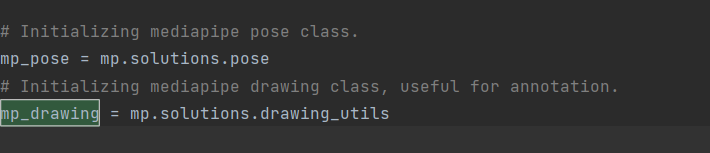 # Initializing mediapipe pose class.
mp_pose = mp.solutions.pose
# Initializing mediapipe drawing class, useful for annotation.
mp_drawing = mp.solutions.drawing_utils